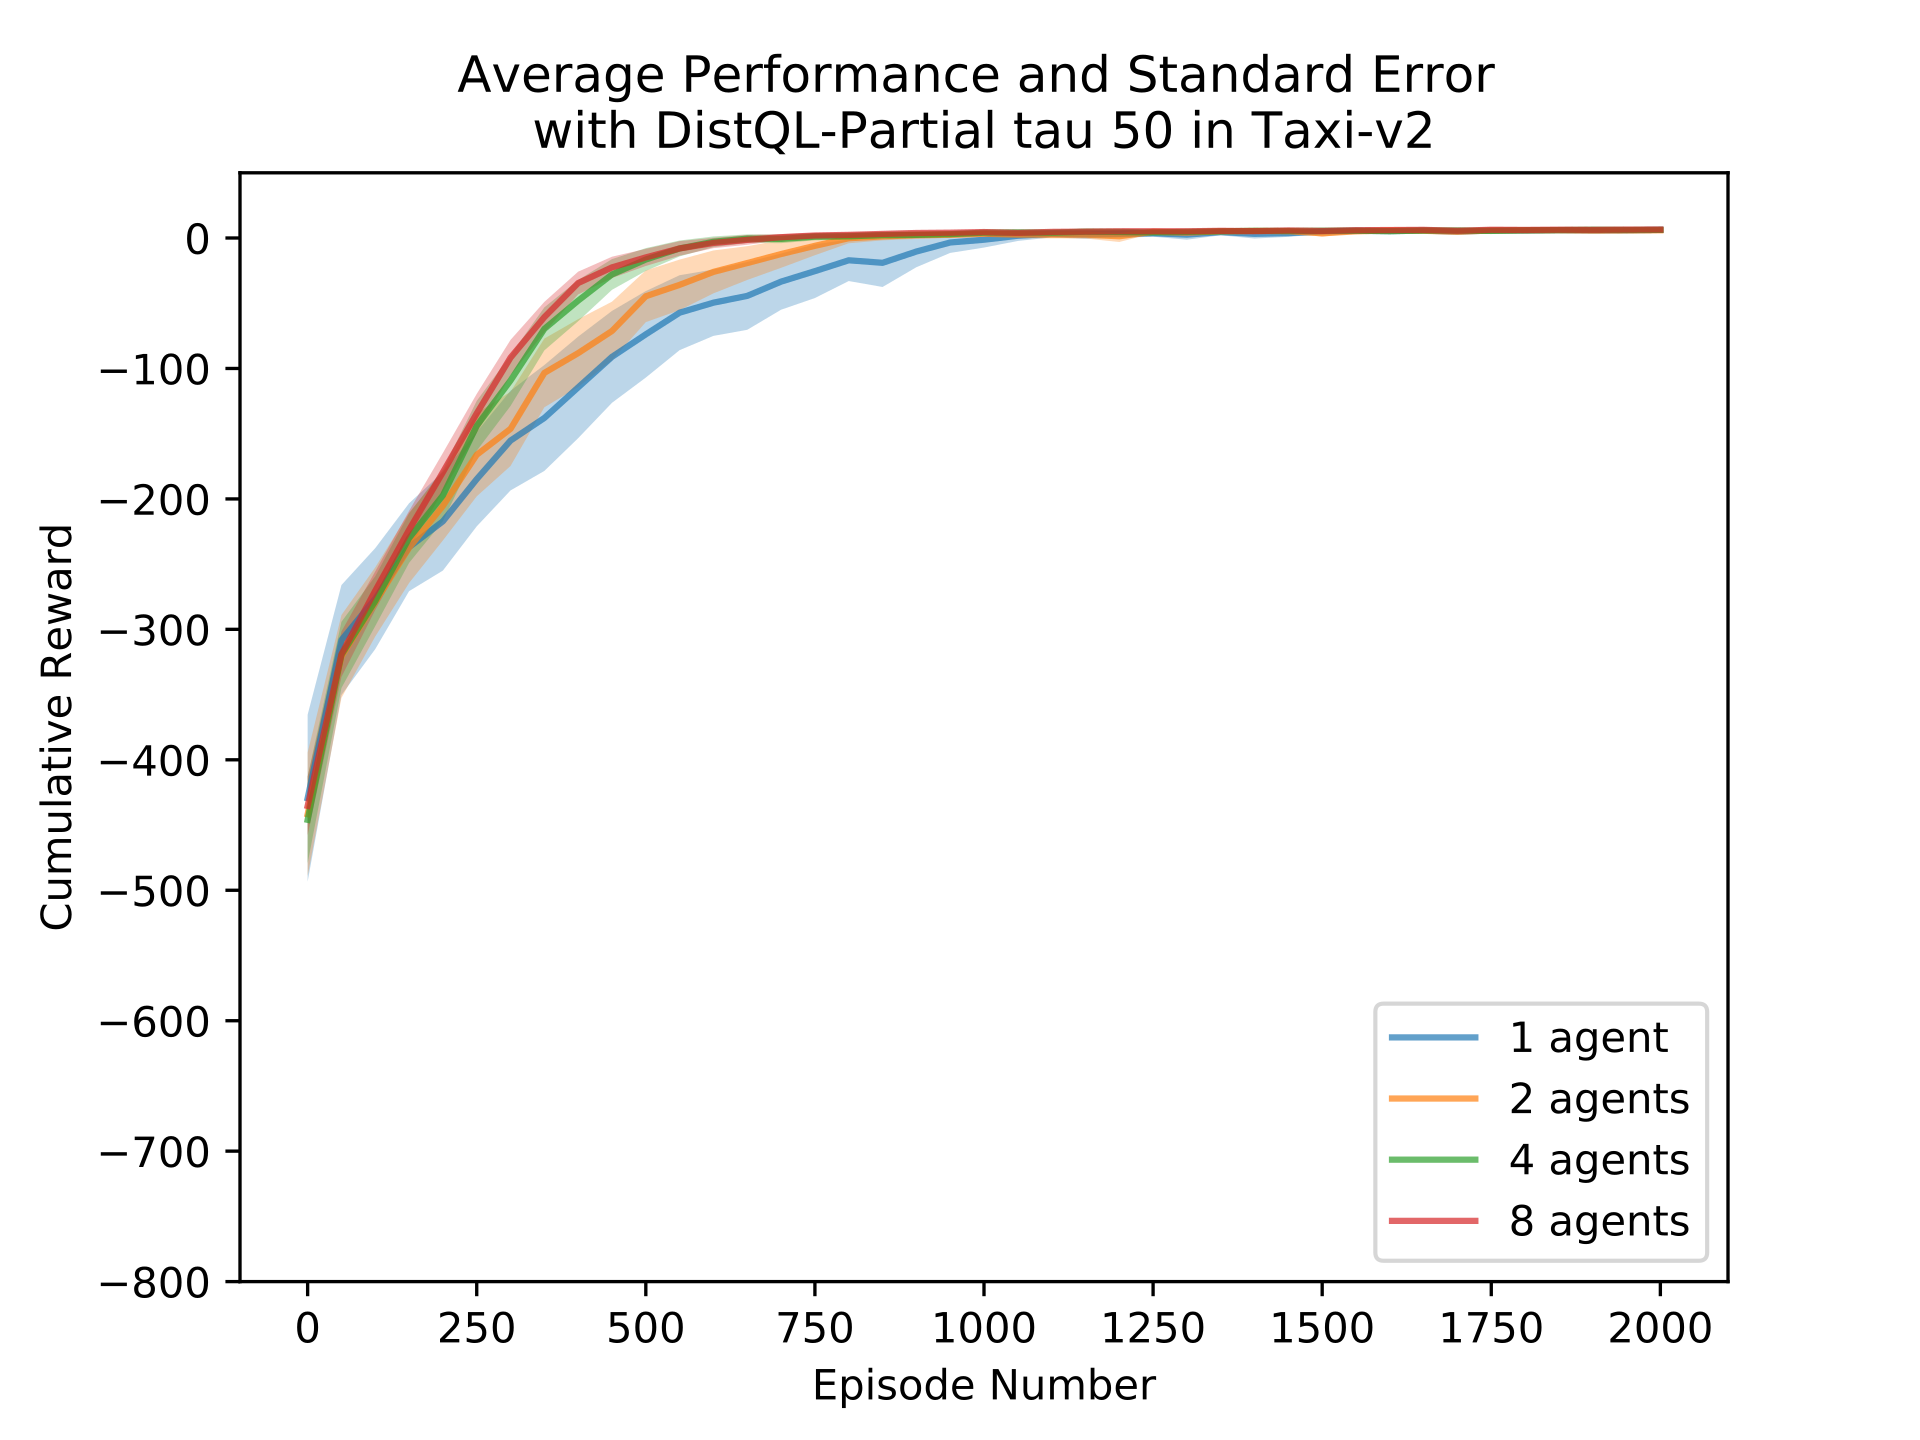 Average Performance and Standard Error
with DistQL-Partial tau 50 in Taxi-v2
Cumulative Reward
0
−100
−200
−300
−400
−500
−600
−700
−800
0 250 500 750 1000 1250 1500 1750 2000
Episode Number
1 agent
2 agents
4 agents
8 agents